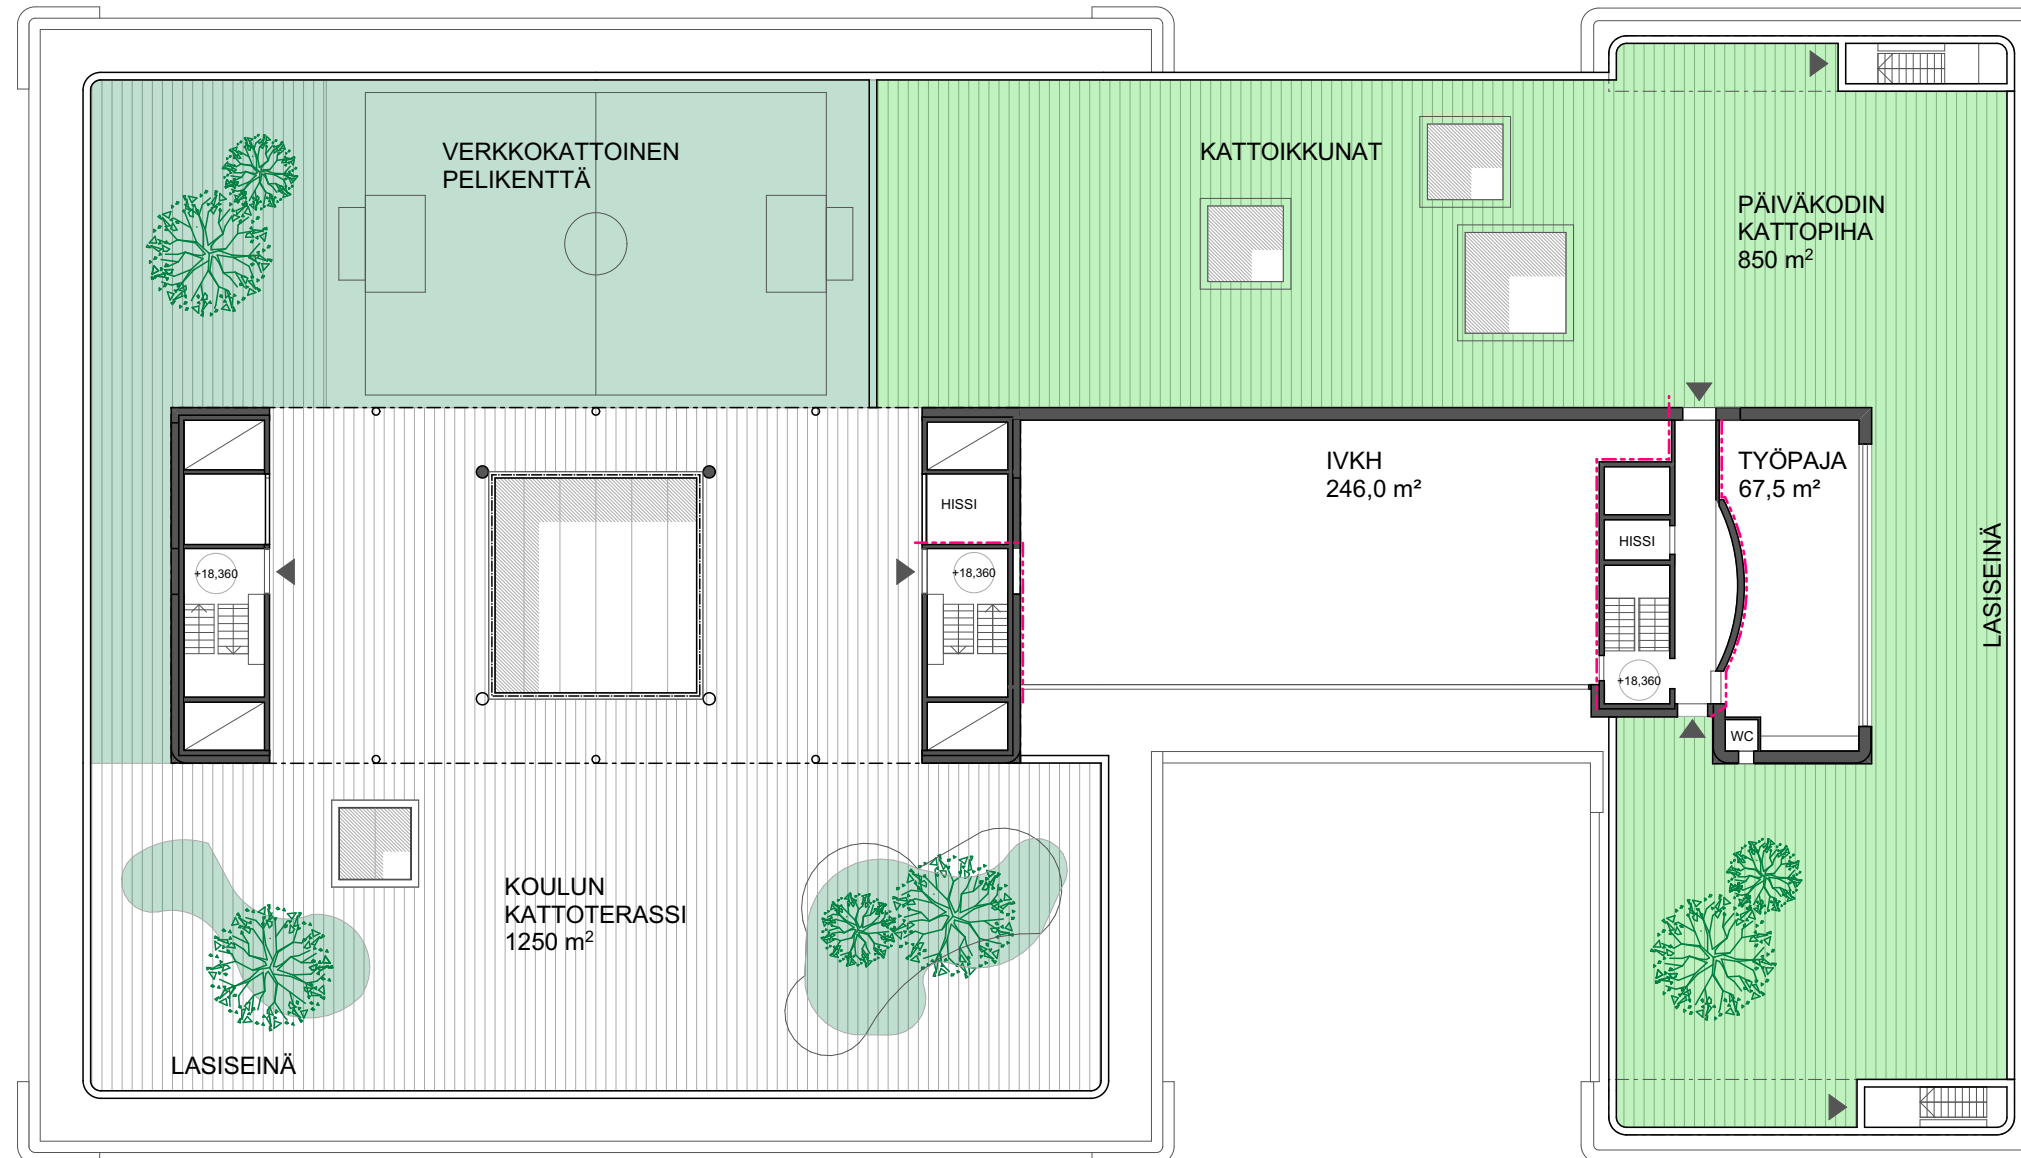 VERKKOKATTOINEN
PELIKENTTÄ
KATTOIKKUNAT
PÄIVÄKODIN
KATTOPIHA
850 m²
IVKH
246,0 m²
TYÖPAJA
67,5 m²
HISSI
HISSI
+18,360
+18,360
+18,360
WC
LASISEINÄ
KOULUN
KATTOTERASSI
1250 m²
LASISEINÄ